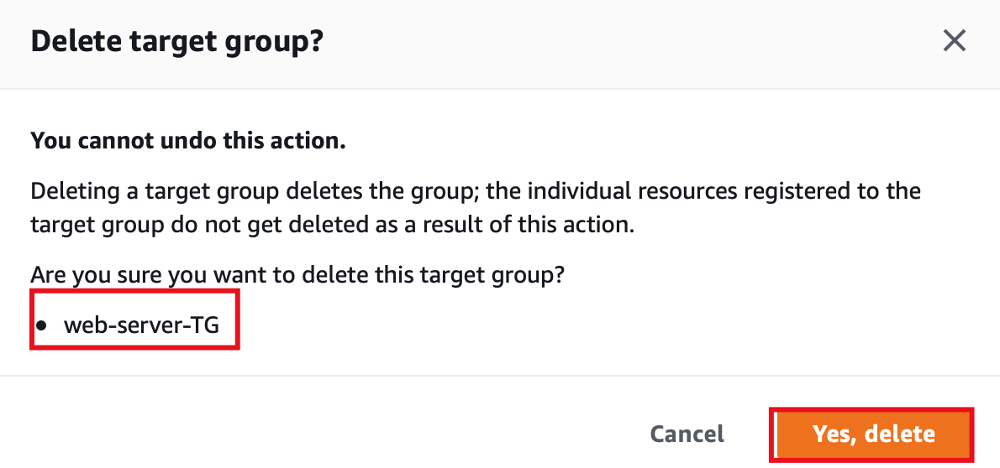 Delete target group?
You cannot undo this action.
Deleting a target group deletes the group; the individual resources registered to the
target group do not get deleted as a result of this action.
Are you sure you want to delete this target group?
• web-server-TG
Cancel
Yes, delete